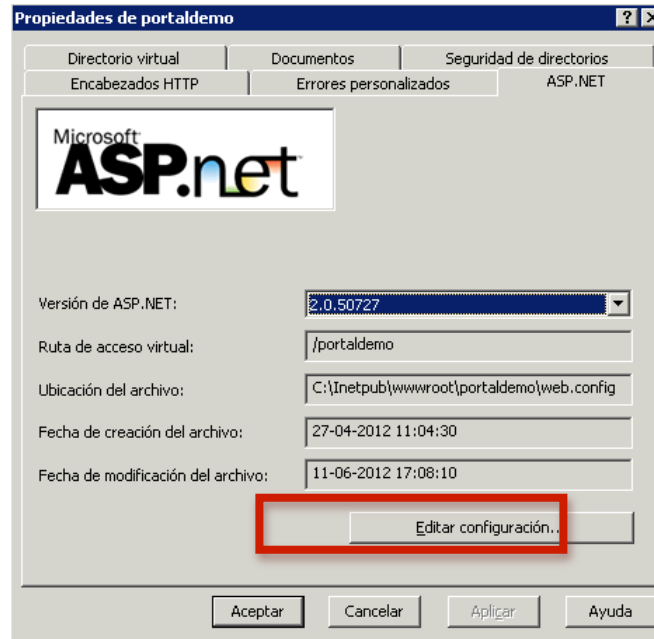 Propiedades de portaldemo
Directorio virtual Documentos Seguridad de directorios
Encabezados HTTP Errores personalizados ASP.NET
Microsoft
ASP.net
Versión de ASP.NET: 2.0.50727
Ruta de acceso virtual: /portaldemo
Ubicación del archivo: C:\Inetpub\wwwroot\portaldemo\web.config
Fecha de creación del archivo: 27-04-2012 11:04:30
Fecha de modificación del archivo: 11-06-2012 17:08:10
Editar configuración..
Aceptar Cancelar Aplicar Ayuda